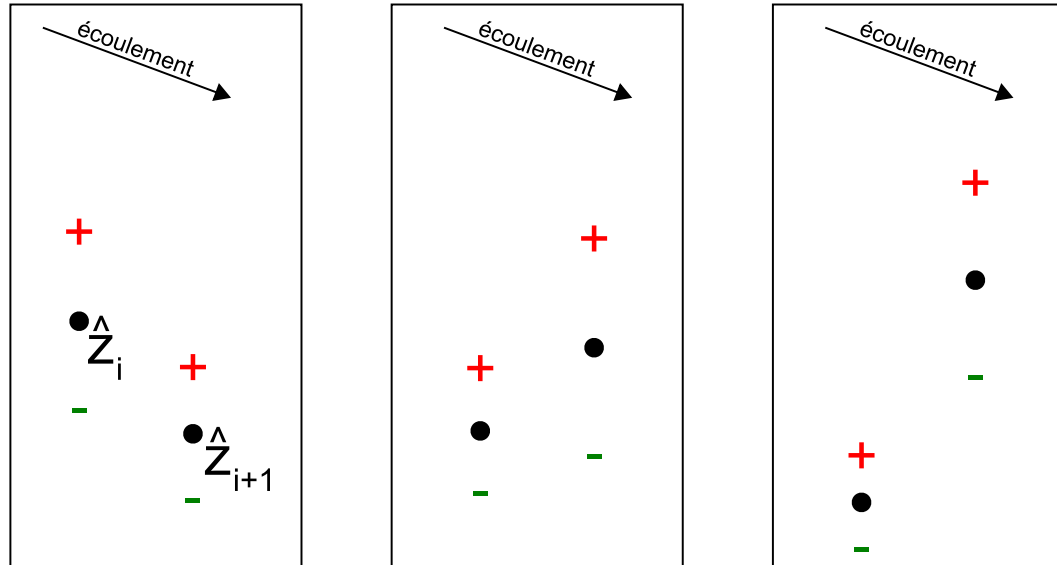 écoulement
écoulement
écoulement
ẑᵢ
ẑᵢ₊₁